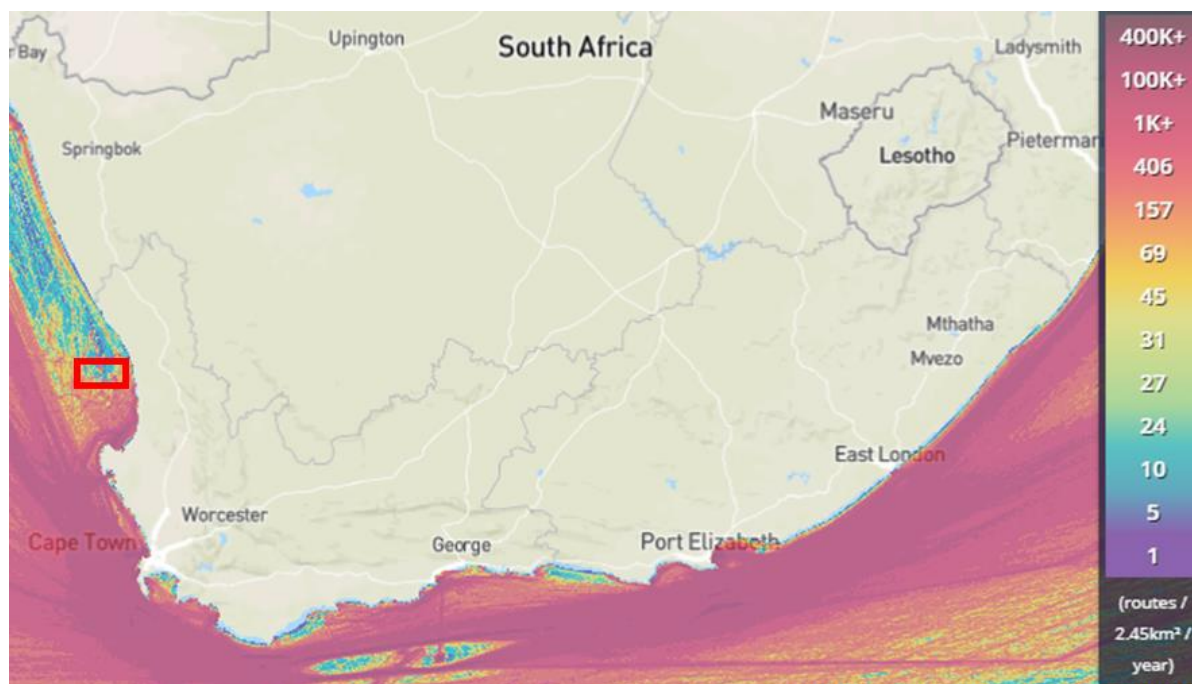 Upington
South Africa
Ladysmith
Bay
Maseru
Springbok
Lesotho
Pieterma
Mthatha
Mvezo
East London
Worcester
Cape Town
George
Port Elizabeth
400K+
100K+
1K+
406
157
69
45
31
27
24
10
5
1
(routes /
2.45km² /
year)